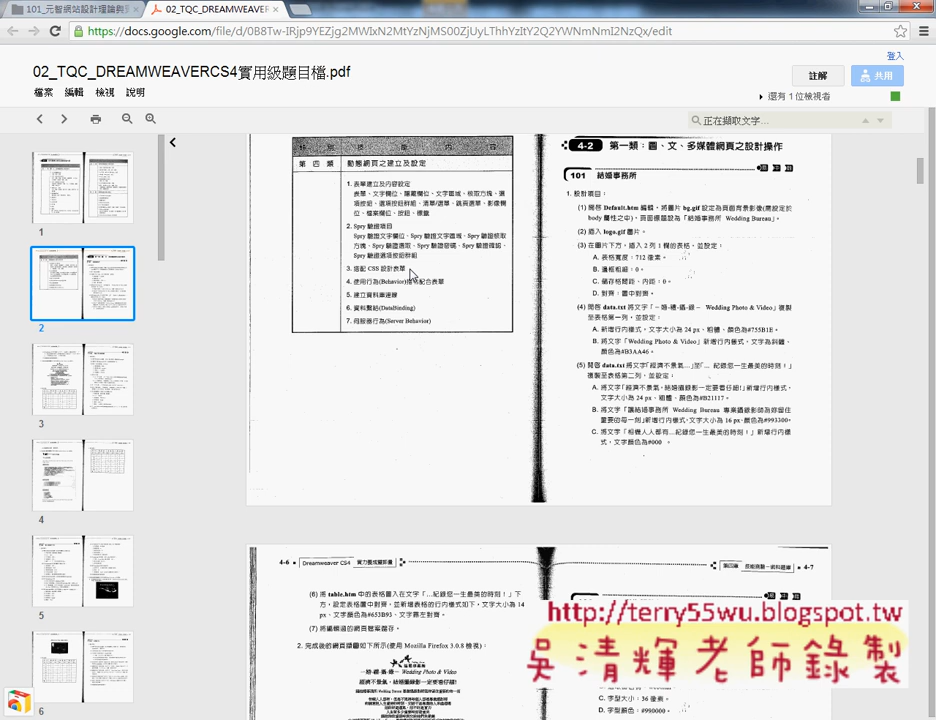 101_元智網站設計理論與
02_TQC_DREAMWEAVER
https://docs.google.com/file/d/0B8Tw-IRjp9YEZjg2MWIxN2MtYzNjMS00ZjUyLThhYzItY2Q2YWNmNmI2NzQx/edit
登入
02_TQC_DREAMWEAVERCS4實用級題目檔.pdf
註解
共用
檔案 編輯 檢視 說明
還有 1 位檢視者
正在擷取文字...
類 別 技 能 內 容
第 四 類 動態網頁之建立及設定
1. 表單建立及內容設定
表單、文字欄位、隱藏欄位、文字區域、核取方塊、選
項按鈕、選項按鈕群組、清單/選單、跳頁選單、影像欄
位、檔案欄位、按鈕、標籤
2. Spry 驗證項目
Spry 驗證文字欄位、Spry 驗證文字區域、Spry 驗證核取
方塊、Spry 驗證選取、Spry 驗證密碼、Spry 驗證確認、
Spry 驗證選項按鈕群組
3. 搭配 CSS 設計表單
4. 使用行為(Behavior)搭配合表單
5. 建立資料庫連線
6. 資料繫結(DataBinding)
7. 伺服器行為(Server Behavior)
4-2 第一類：圖、文、多媒體網頁之設計操作
101 結婚事務所
1. 設計項目：
(1) 開啟 Default.htm 編輯，將圖片 bg.gif 設定為頁面背景影像(需設定於
body 屬性之中)，頁面標題設為「結婚事務所 Wedding Bureau」。
(2) 插入 logo.gif 圖片。
(3) 在圖片下方，插入 2 列 1 欄的表格，並設定：
A. 表格寬度：712 像素。
B. 邊框粗細：0。
C. 儲存格間距、內距：0。
D. 對齊：置中對齊。
(4) 開啟 data.txt 將文字「－婚‧禮‧攝‧錄－ Wedding Photo & Video」複製
至表格第一列，並設定：
A. 新增行內樣式，文字大小為 24 px、粗體、顏色為#755B1E。
B. 將文字「Wedding Photo & Video」新增行內樣式，文字為斜體、
顏色為#B3AA46。
(5) 開啟 data.txt 將文字「經濟不景氣...」至「... 紀錄您一生最美的時刻！」
複製至表格第二列，並設定：
A. 將文字「經濟不景氣，結婚攝錄影一定要看仔細!」新增行內樣式，
文字大小為 24 px、粗體、顏色為#B21117。
B. 將文字「讓結婚事務所 Wedding Bureau 專業攝錄影師為妳留住
重要的每一刻」新增行內樣式，文字大小為 16 px、顏色為#993300。
C. 將文字「相機人人都有...紀錄您一生最美的時刻！」新增行內樣
式，文字顏色為#000 。
4-6 Dreamweaver CS4 實力養成暨評量
4-7
(6) 將 table.htm 中的表格置入在文字「...紀錄您一生最美的時刻！」下
方，設定表格置中對齊，並新增表格的行內樣式如下，文字大小為 14
px、文字顏色為#653B93、文字靠左對齊。
(7) 將編輯過的網頁檔案儲存。
2. 完成後的網頁預覽如下所示(使用 Mozilla Firefox 3.0.8 檢視)：
－婚‧禮‧攝‧錄－ Wedding Photo & Video
經濟不景氣，結婚攝錄影一定要看仔細!
C. 字型大小：36 像素。
D. 字型顏色：#990000。
1
2
3
4
5
6
http://terry55wu.blogspot.tw
吳清輝老師錄製